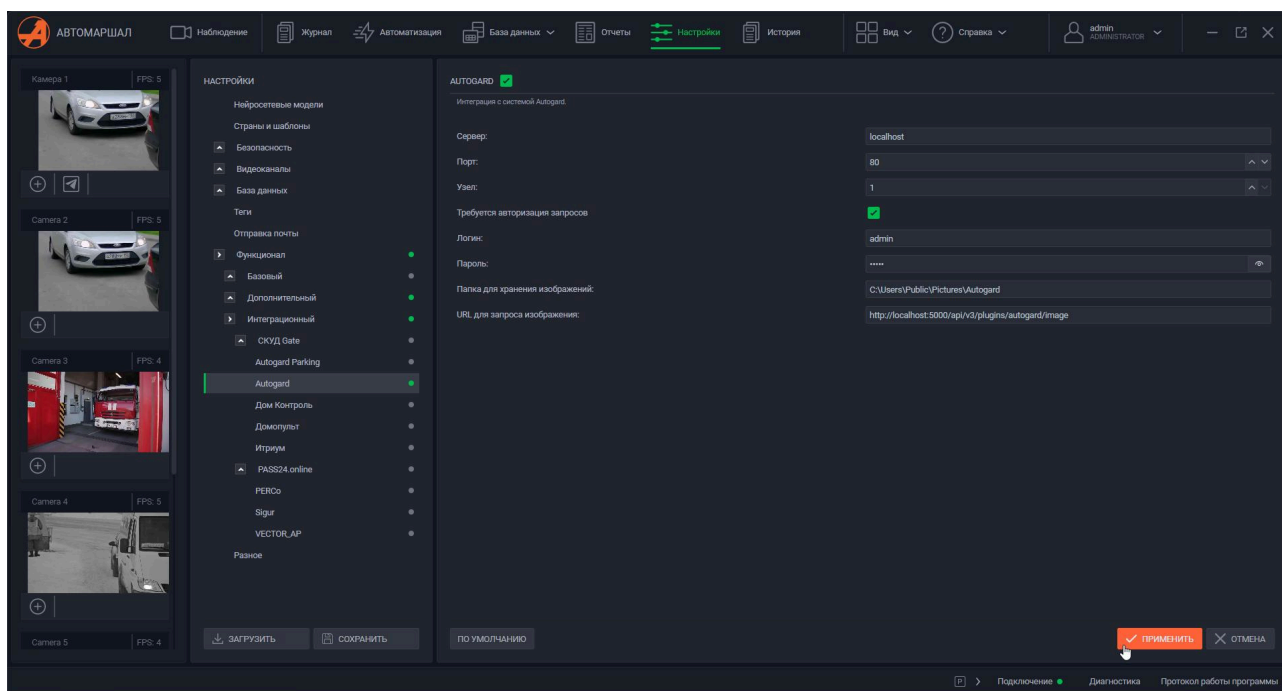 АВТОМАРШАЛ
Наблюдение
Журнал
Автоматизация
База данных
Отчеты
Настройки
История
Вид
Справка
admin
ADMINISTRATOR
Камера 1 FPS: 5
Camera 2 FPS: 5
Camera 3 FPS: 4
Camera 4 FPS: 5
Camera 5 FPS: 4
НАСТРОЙКИ
Нейросетевые модели
Страны и шаблоны
Безопасность
Видеоканалы
База данных
Теги
Отправка почты
Функционал
Базовый
Дополнительный
Интеграционный
СКУД Gate
Autogard Parking
Autogard
Дом Контроль
Домопульт
Итриум
PASS24.online
PERCo
Sigur
VECTOR_AP
Разное
ЗАГРУЗИТЬ
СОХРАНИТЬ
AUTOGARD
Интеграция с системой Autogard.
Сервер: localhost
Порт: 80
Узел: 1
Требуется авторизация запросов
Логин: admin
Пароль: •••••
Папка для хранения изображений: C:\Users\Public\Pictures\Autogard
URL для запроса изображения: http://localhost:5000/api/v3/plugins/autogard/image
ПО УМОЛЧАНИЮ
ПРИМЕНИТЬ
ОТМЕНА
P
Подключение
Диагностика
Протокол работы программы